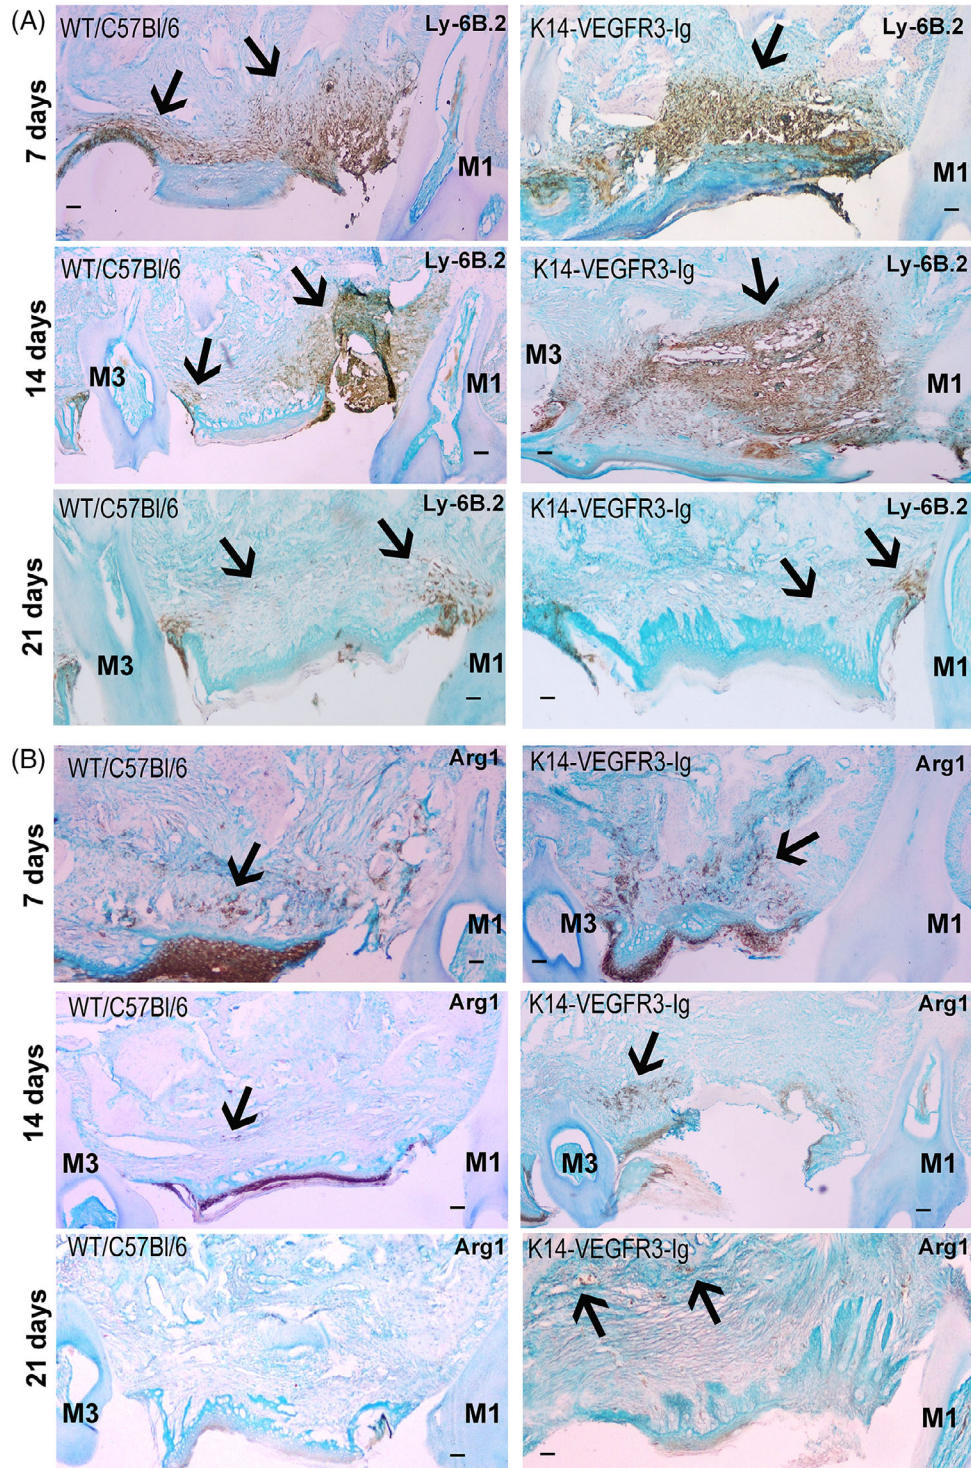 (A)
WT/C57Bl/6 Ly-6B.2
K14-VEGFR3-Ig Ly-6B.2
7 days
M1
M1
WT/C57Bl/6 Ly-6B.2
K14-VEGFR3-Ig Ly-6B.2
14 days
M3 M1
M3 M1
WT/C57Bl/6 Ly-6B.2
K14-VEGFR3-Ig Ly-6B.2
21 days
M3 M1
M1
(B)
WT/C57Bl/6 Arg1
K14-VEGFR3-Ig Arg1
7 days
M1
M3 M1
WT/C57Bl/6 Arg1
K14-VEGFR3-Ig Arg1
14 days
M3 M1
M3 M1
WT/C57Bl/6 Arg1
K14-VEGFR3-Ig Arg1
21 days
M3 M1
M1